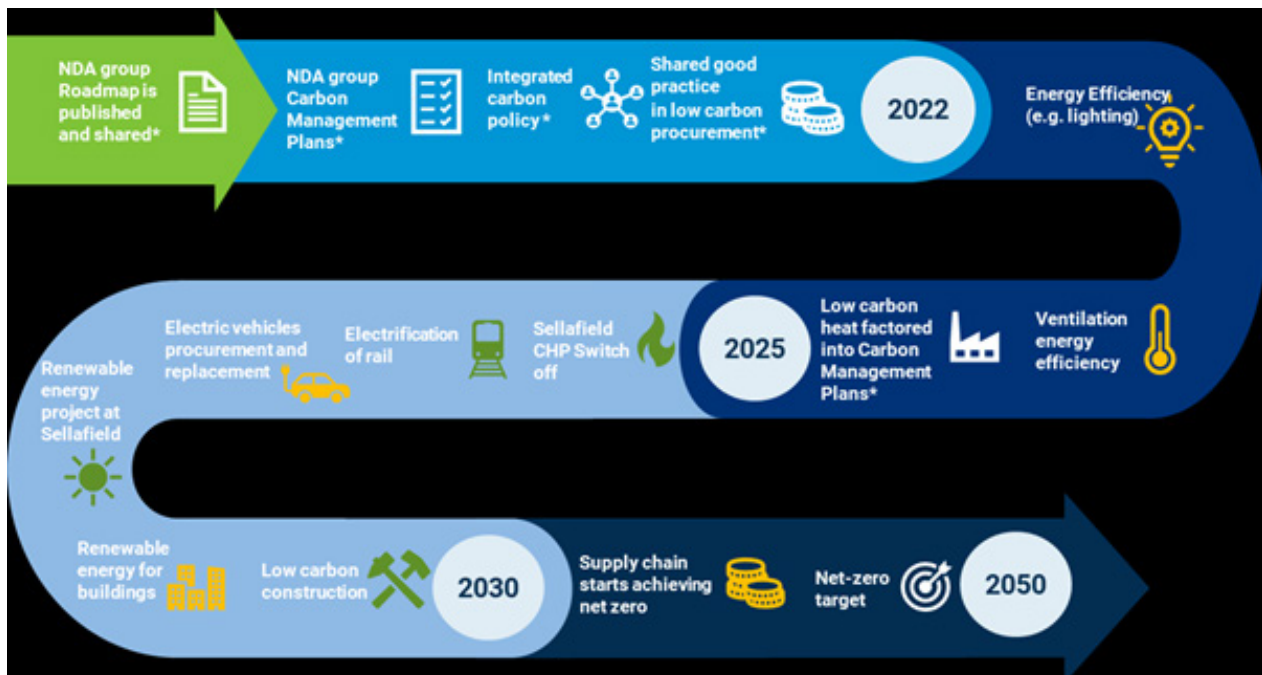 NDA group
Roadmap is
published
and shared*
NDA group
Carbon
Management
Plans*
Integrated
carbon
policy*
Shared good
practice
in low carbon
procurement*
2022
Energy Efficiency
(e.g. lighting)
Ventilation
energy
efficiency
Low carbon
heat factored
into Carbon
Management
Plans*
2025
Sellafield
CHP Switch
off
Electrification
of rail
Electric vehicles
procurement and
replacement
Renewable
energy
project at
Sellafield
Renewable
energy for
buildings
Low carbon
construction
2030
Supply chain
starts achieving
net zero
Net-zero
target
2050